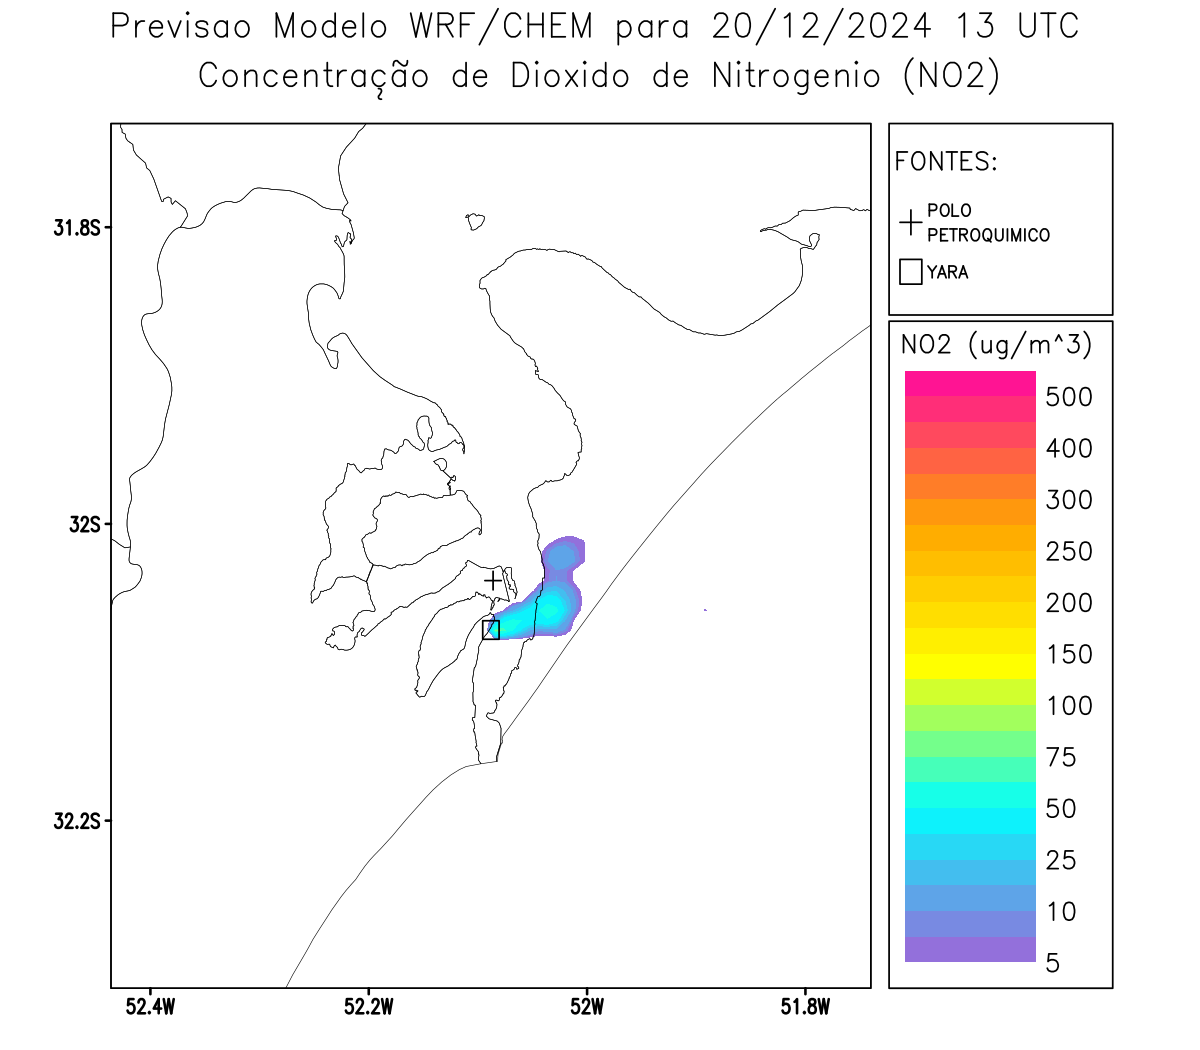 Previsao Modelo WRF/CHEM para 20/12/2024 13 UTC
Concentração de Dioxido de Nitrogenio (NO2)
FONTES:
POLO
PETROQUIMICO
YARA
NO2 (ug/m^3)
500
400
300
250
200
150
100
75
50
25
10
5
31.8S
32S
32.2S
52.4W
52.2W
52W
51.8W